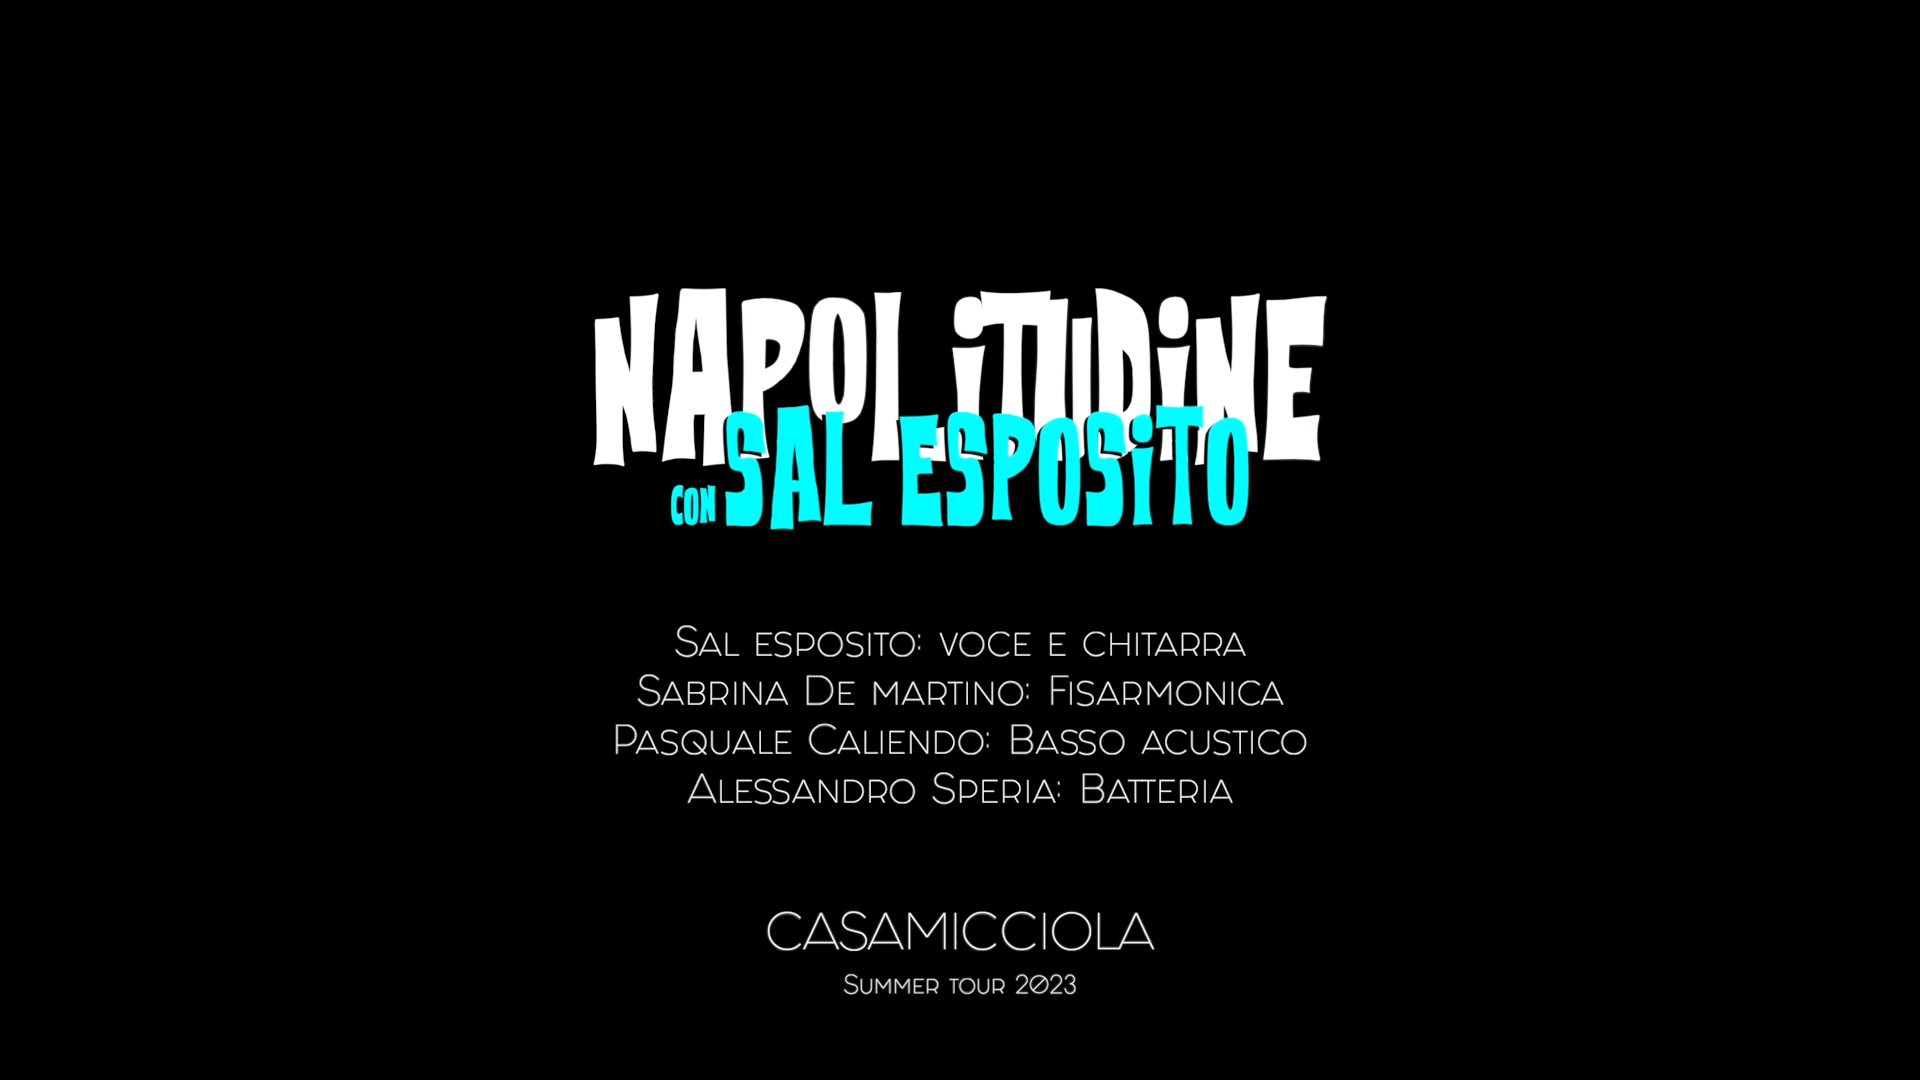 NAPOLiTUDiNE
CON SAL ESPOSiTO
Sal esposito: voce e chitarra
Sabrina De martino: Fisarmonica
Pasquale Caliendo: Basso acustico
Alessandro Speria: Batteria
CASAMICCIOLA
Summer tour 2023